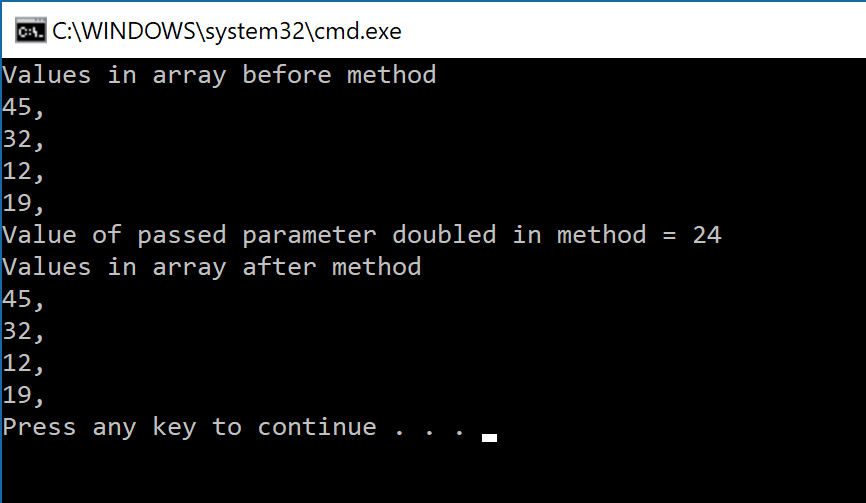 C:\WINDOWS\system32\cmd.exe
Values in array before method
45,
32,
12,
19,
Value of passed parameter doubled in method = 24
Values in array after method
45,
32,
12,
19,
Press any key to continue . . .